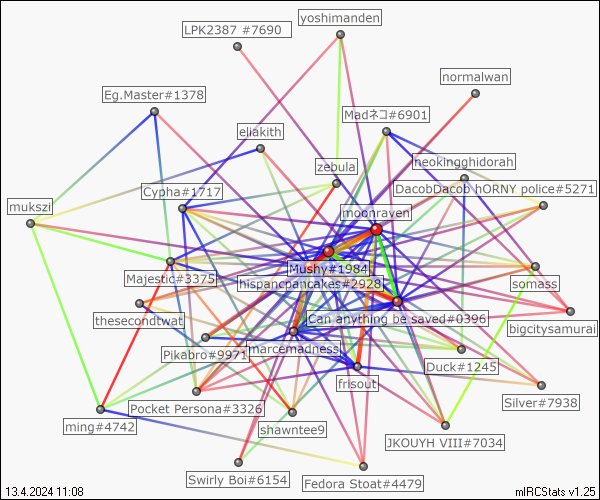 yoshimanden
LPK2387 #7690
normalwan
Eg.Master#1378
Madネコ#6901
eliakith
zebula
neokingghidorah
Cypha#1717
DacobDacob hORNY police#5271
mukszi
moonraven
Mushy#1984
Majestic#3375
hispancpancakes#2928
somass
thesecondtwat
Can anything be saved#0396
bigcitysamurai
Pikabro#9971
marcemadness
Duck#1245
frisout
Pocket Persona#3326
Silver#7938
ming#4742
shawntee9
JKOUYH VIII#7034
Swirly Boi#6154
Fedora Stoat#4479
13.4.2024 11:08
mIRCStats v1.25